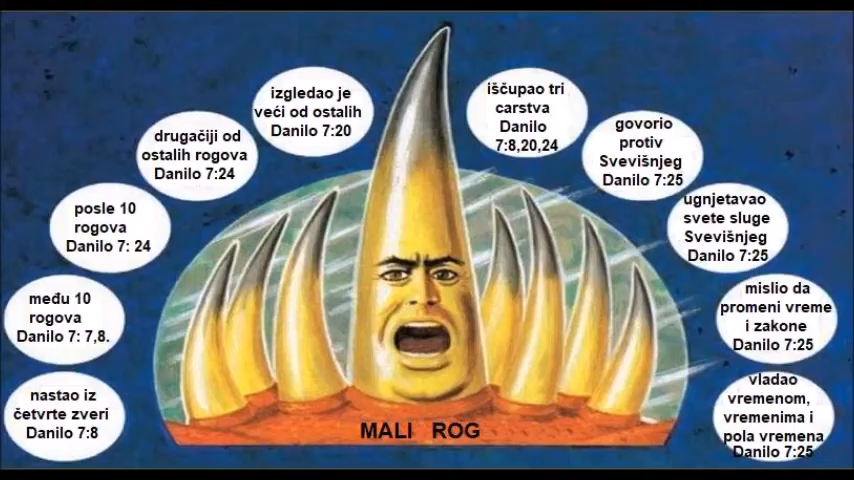 nastao iz
četvrte zveri
Danilo 7:8
među 10
rogova
Danilo 7: 7,8.
posle 10
rogova
Danilo 7: 24
drugačiji od
ostalih rogova
Danilo 7:24
izgledao je
veći od ostalih
Danilo 7:20
iščupao tri
carstva
Danilo
7:8,20,24
govorio
protiv
Svevišnjeg
Danilo 7:25
ugnjetavao
svete sluge
Svevišnjeg
Danilo 7:25
mislio da
promeni vreme
i zakone
Danilo 7:25
vladao
vremenom,
vremenima i
pola vremena
Danilo 7:25
MALI ROG